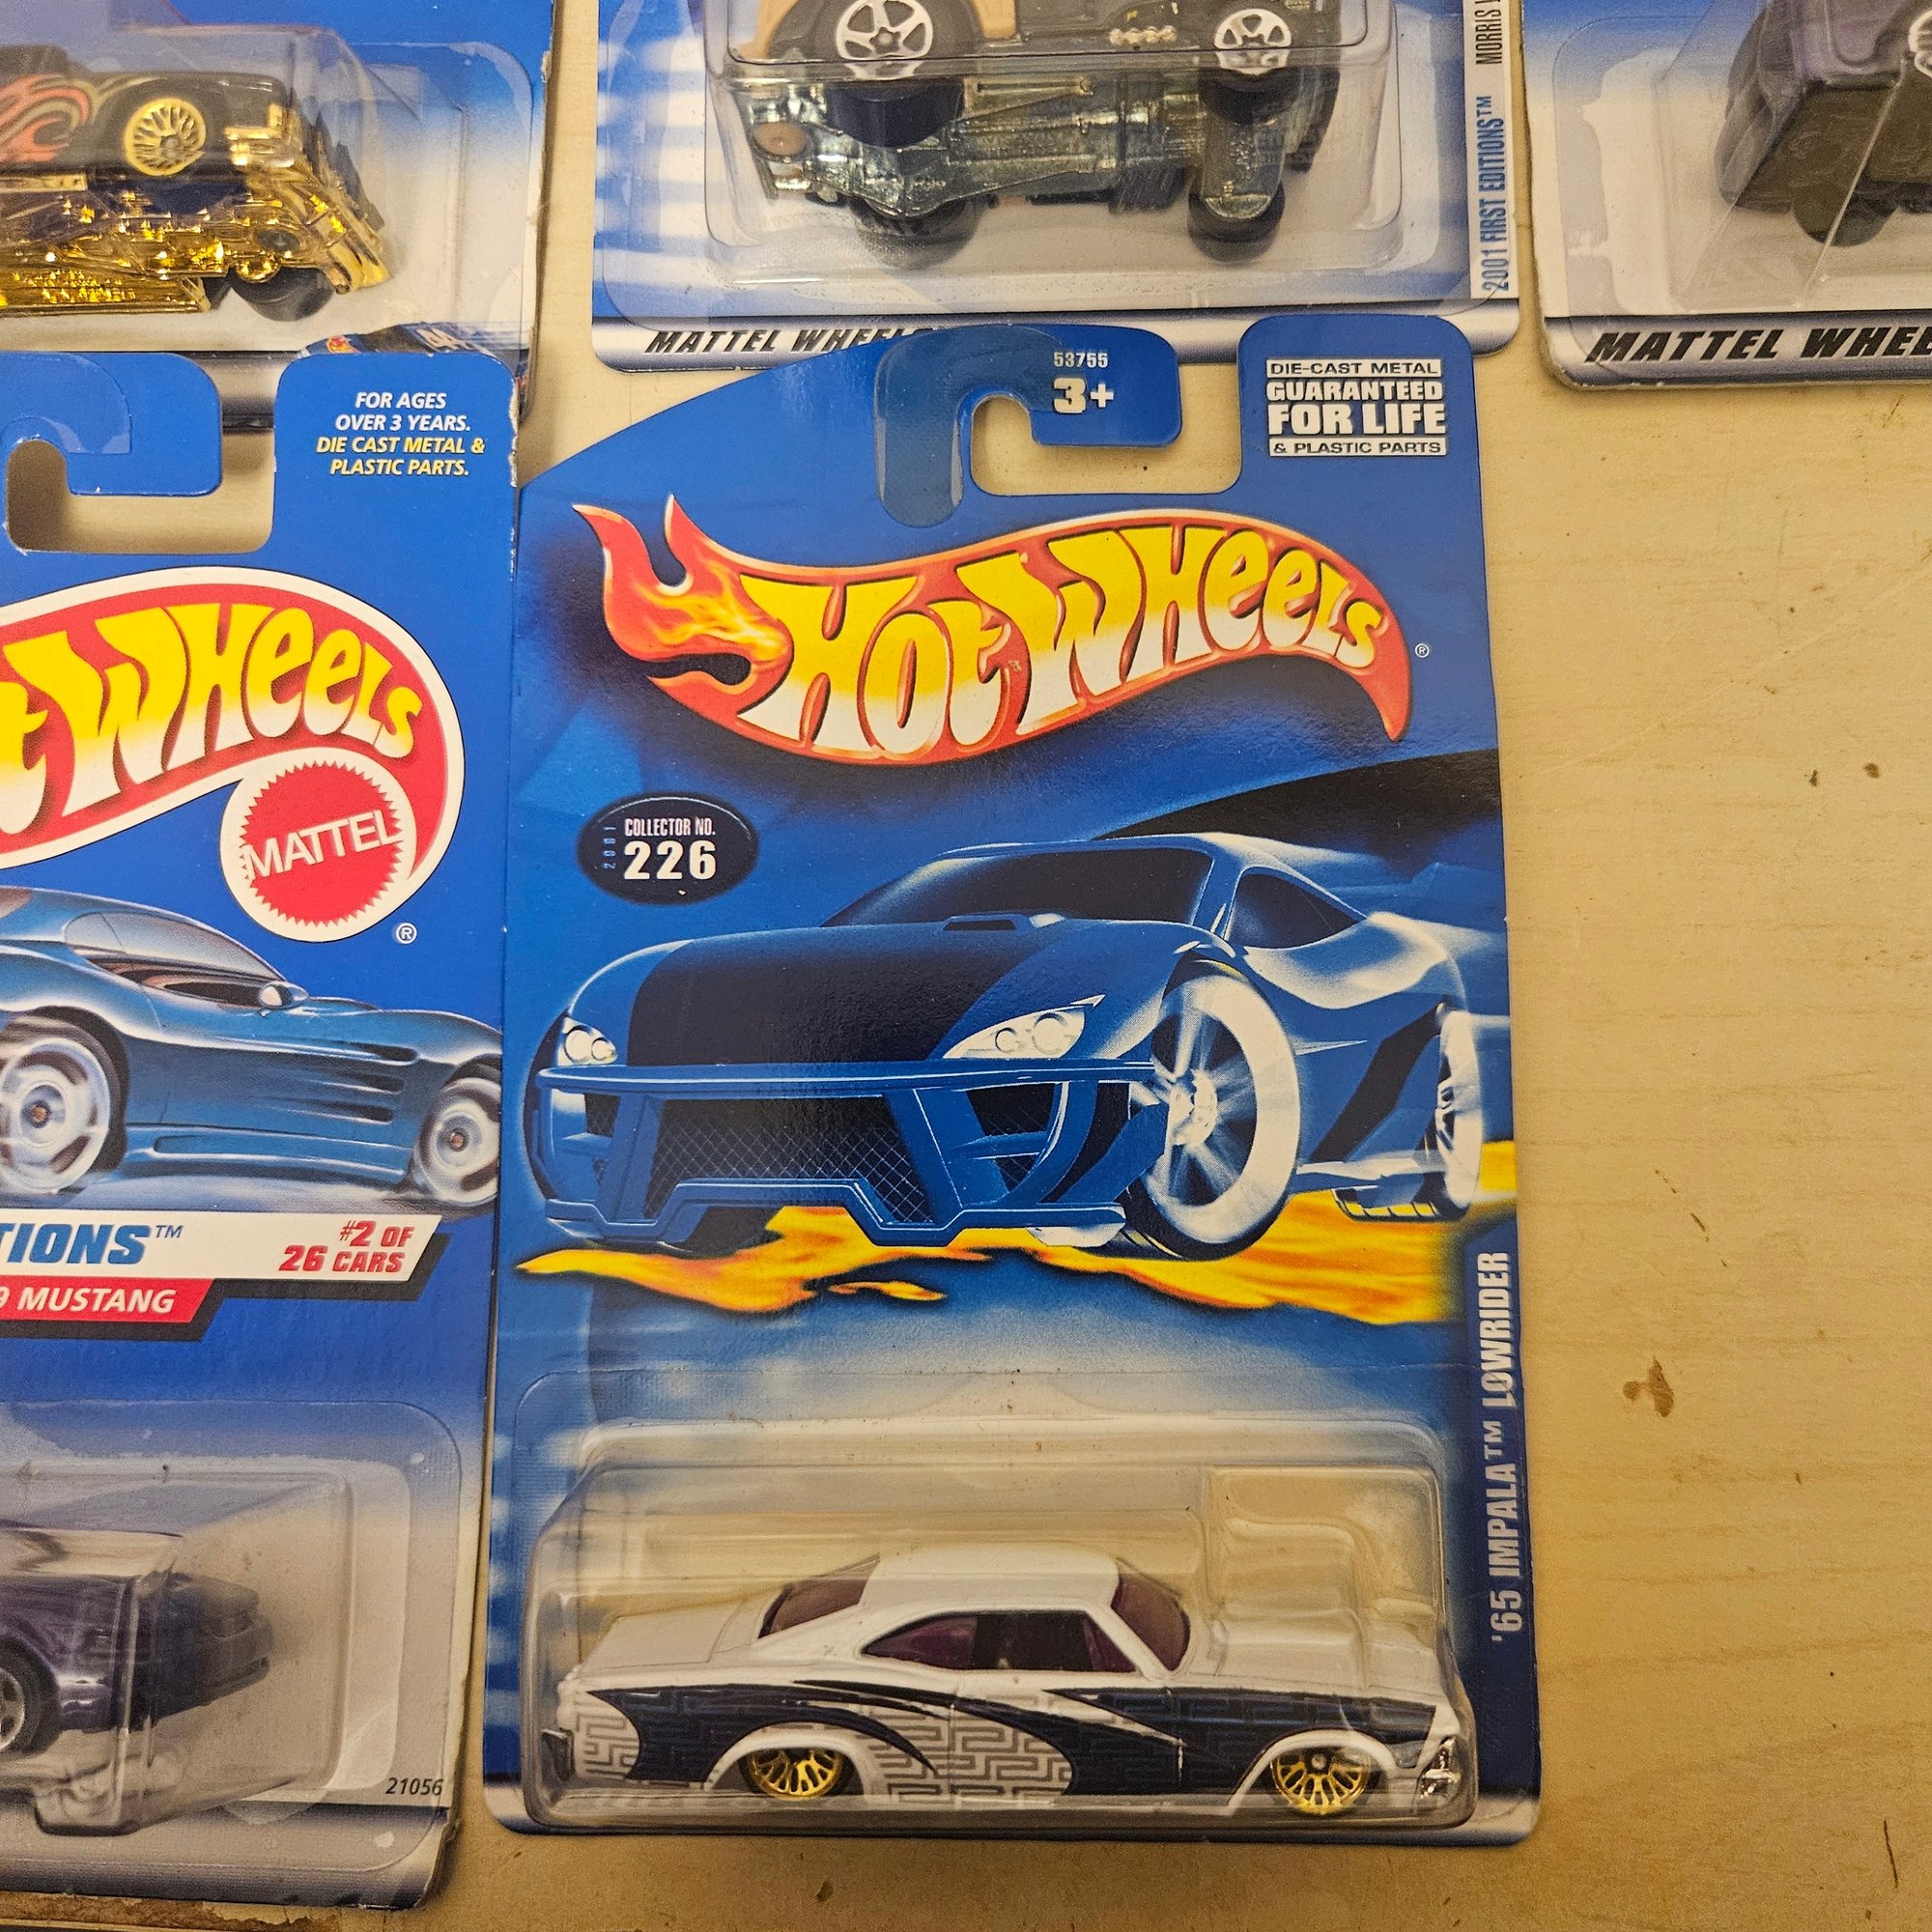 MORRIS
2001 FIRST EDITIONS™
MATTEL WHEELS
MATTEL WHEE
FOR AGES
OVER 3 YEARS.
DIE CAST METAL &
PLASTIC PARTS.
t WHeeLs
MATTEL
®
TIONS™
#2 OF
26 CARS
9 MUSTANG
21056
53755
3+
DIE-CAST METAL
GUARANTEED
FOR LIFE
& PLASTIC PARTS
Hot WHeeLs
®
2001
COLLECTOR NO.
226
'65 IMPALA™ LOWRIDER